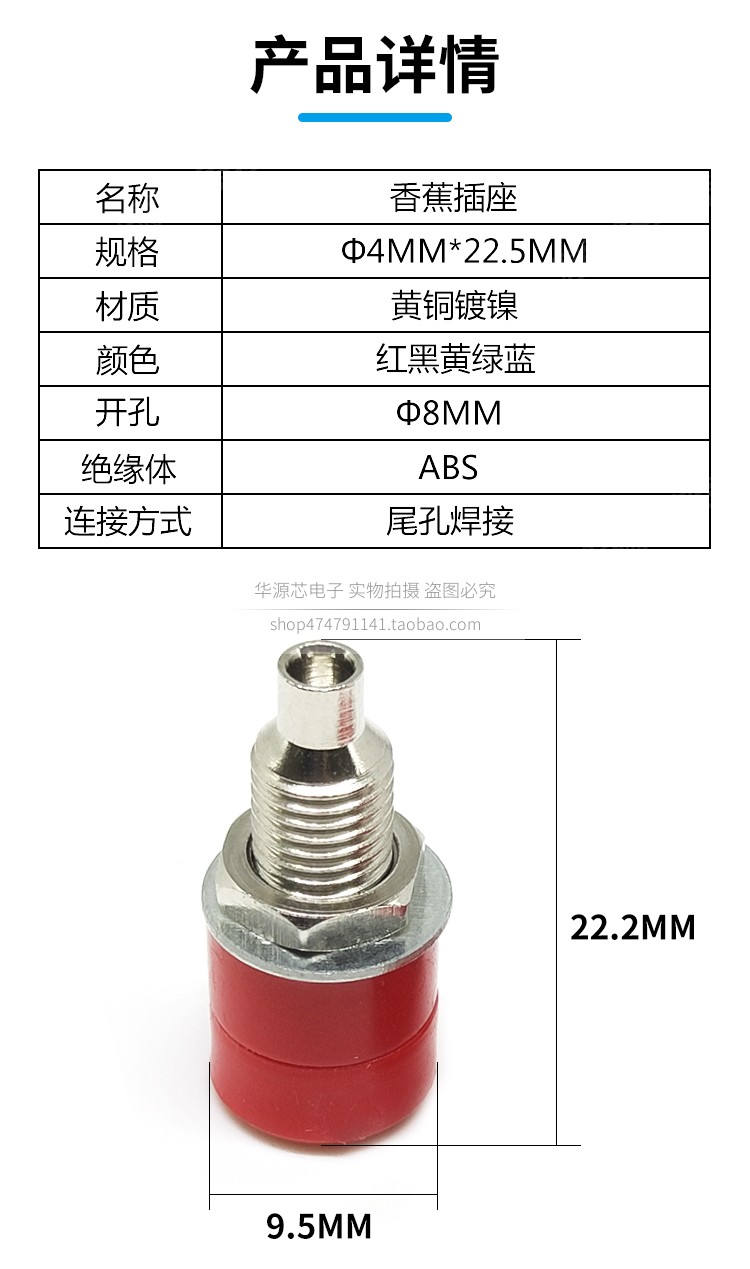 产品详情
名称 香蕉插座
规格 Φ4MM*22.5MM
材质 黄铜镀镍
颜色 红黑黄绿蓝
开孔 Φ8MM
绝缘体 ABS
连接方式 尾孔焊接
华源芯电子 实物拍摄 盗图必究
shop474791141.taobao.com
22.2MM
9.5MM